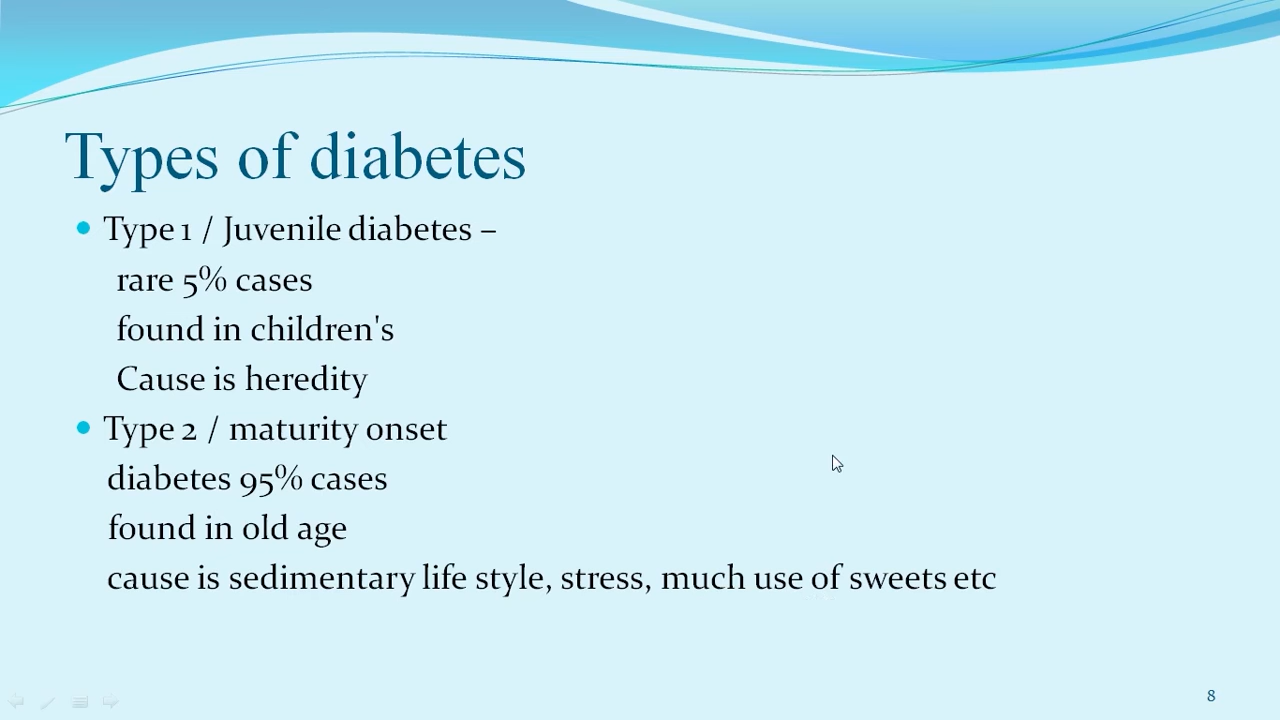 Types of diabetes
Type 1 / Juvenile diabetes –
rare 5% cases
found in children's
Cause is heredity
Type 2 / maturity onset
diabetes 95% cases
found in old age
cause is sedimentary life style, stress, much use of sweets etc
8